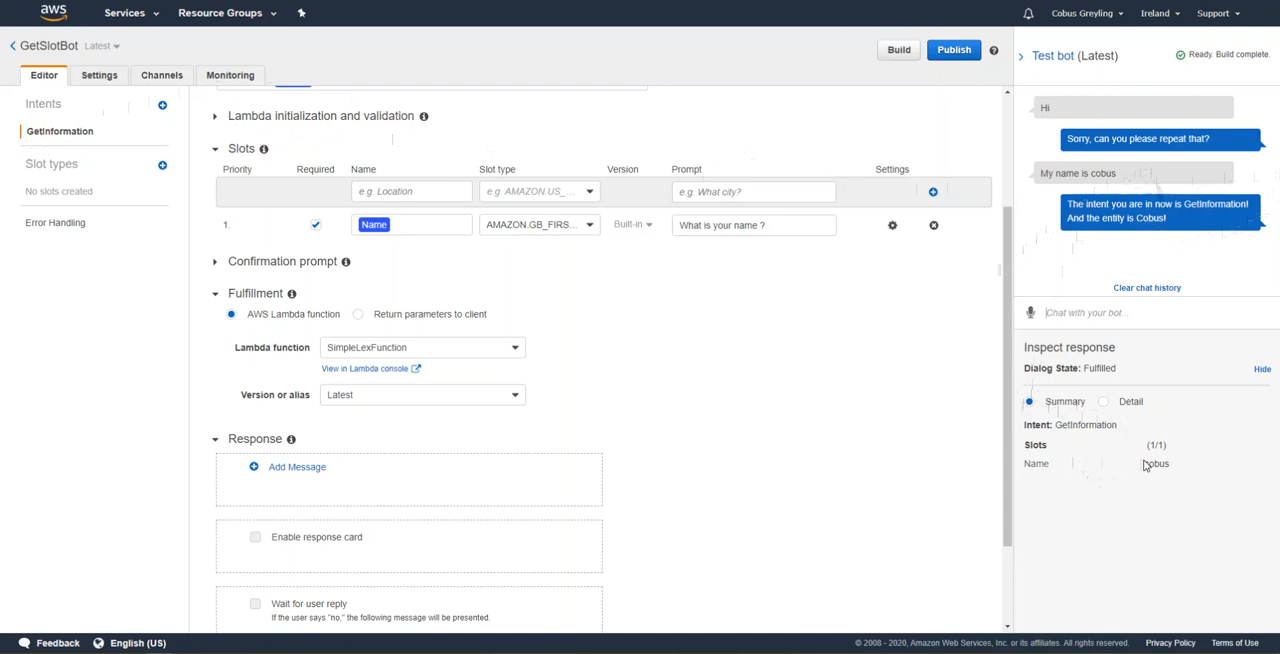 aws Services Resource Groups Cobus Greyling Ireland Support
GetSlotBot Latest Build Publish
Editor Settings Channels Monitoring
Intents
GetInformation
Slot types
No slots created
Error Handling
Lambda initialization and validation
Slots
Priority Required Name Slot type Version Prompt Settings
e.g. Location e.g. AMAZON.US_... e.g. What city?
1. Name AMAZON.GB_FIRS... Built-in What is your name ?
Confirmation prompt
Fulfillment
AWS Lambda function Return parameters to client
Lambda function SimpleLexFunction
View in Lambda console
Version or alias Latest
Response
Add Message
Enable response card
Wait for user reply
If the user says "no," the following message will be presented.
Test bot (Latest) Ready. Build complete.
Hi
Sorry, can you please repeat that?
My name is cobus
The intent you are in now is GetInformation!
And the entity is Cobus!
Clear chat history
Chat with your bot...
Inspect response
Dialog State: Fulfilled Hide
Summary Detail
Intent: GetInformation
Slots (1/1)
Name cobus
Feedback English (US) © 2008 - 2020, Amazon Web Services, Inc. or its affiliates. All rights reserved. Privacy Policy Terms of Use